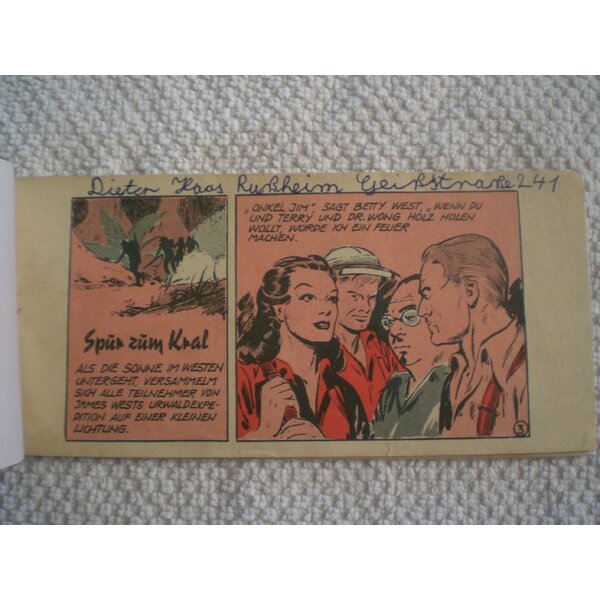 Dieter Haas Rußheim Geißstraße 241
Spur zum Kral
ALS DIE SONNE IM WESTEN
UNTERGEHT, VERSAMMELM
SICH ALLE TEILNEHMER VON
JAMES WESTS URWALDEXPE-
DITION AUF EINER KLEINEN
LICHTUNG.
„ONKEL JIM", SAGT BETTY WEST, „WENN DU
UND TERRY UND DR. WONG HOLZ HOLEN
WOLLT, WÜRDE ICH EIN FEUER
MACHEN.
3